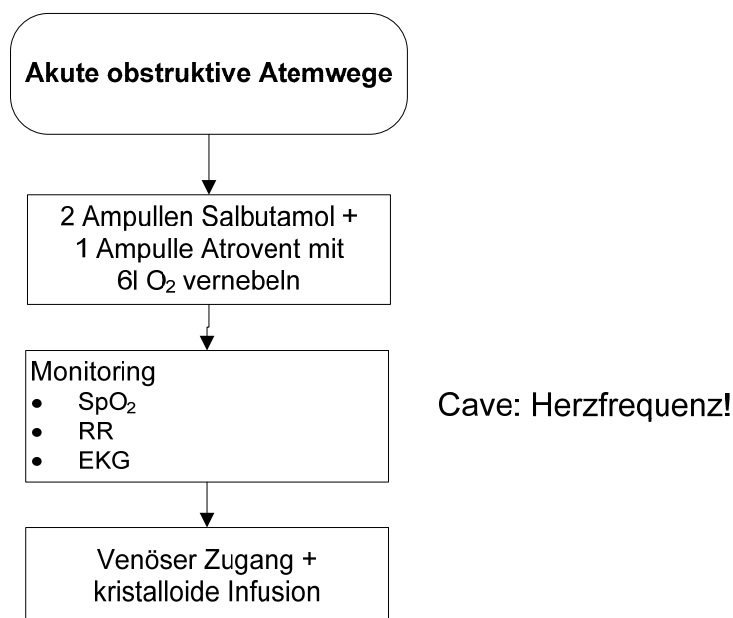 Akute obstruktive Atemwege
2 Ampullen Salbutamol +
1 Ampulle Atrovent mit
6l O₂ vernebeln
Monitoring
• SpO₂
• RR
• EKG
Cave: Herzfrequenz!
Venöser Zugang +
kristalloide Infusion